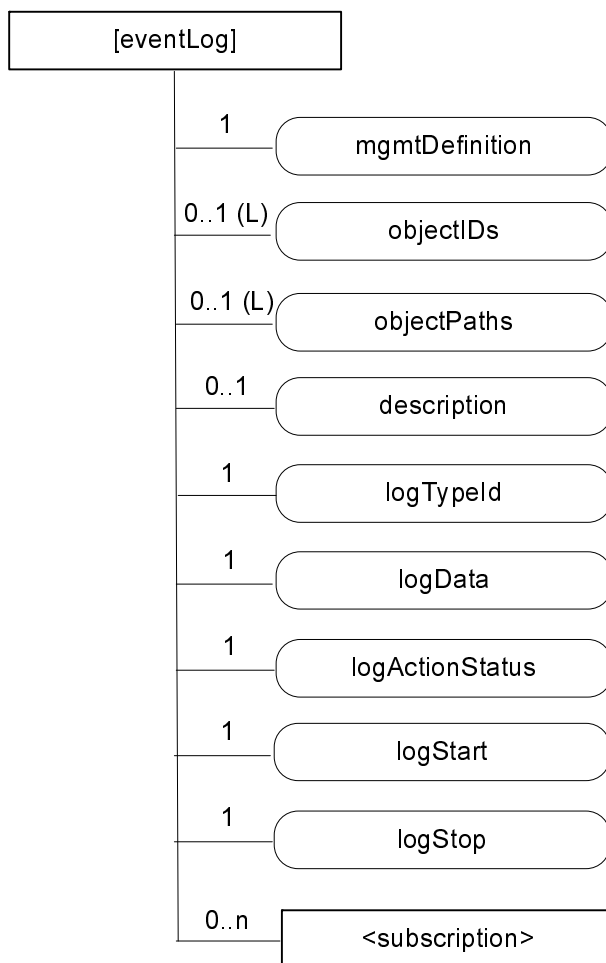 [eventLog]
1
mgmtDefinition
0..1 (L)
objectIDs
0..1 (L)
objectPaths
0..1
description
1
logTypeId
1
logData
1
logActionStatus
1
logStart
1
logStop
0..n
<subscription>